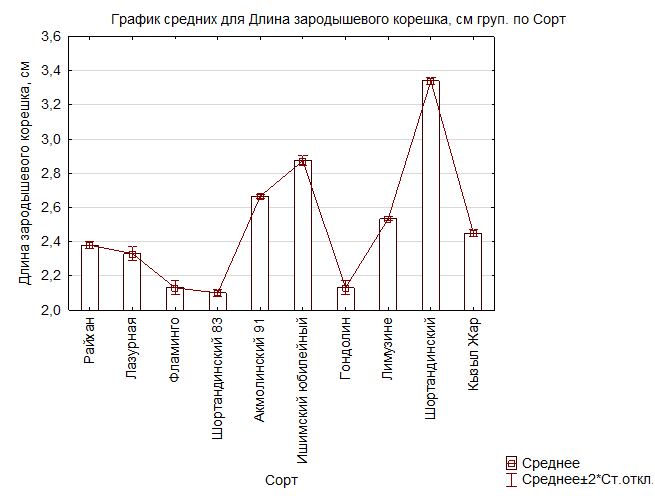 График средних для Длина зародышевого корешка, см груп. по Сорт
Длина зародышевого корешка, см
3,6
3,4
3,2
3,0
2,8
2,6
2,4
2,2
2,0
Райхан
Лазурная
Фламинго
Шортандинский 83
Акмолинский 91
Ишимский юбилейный
Гондолин
Лимузине
Шортандинский
Кызыл Жар
Сорт
Среднее
Среднее±2*Ст.откл.